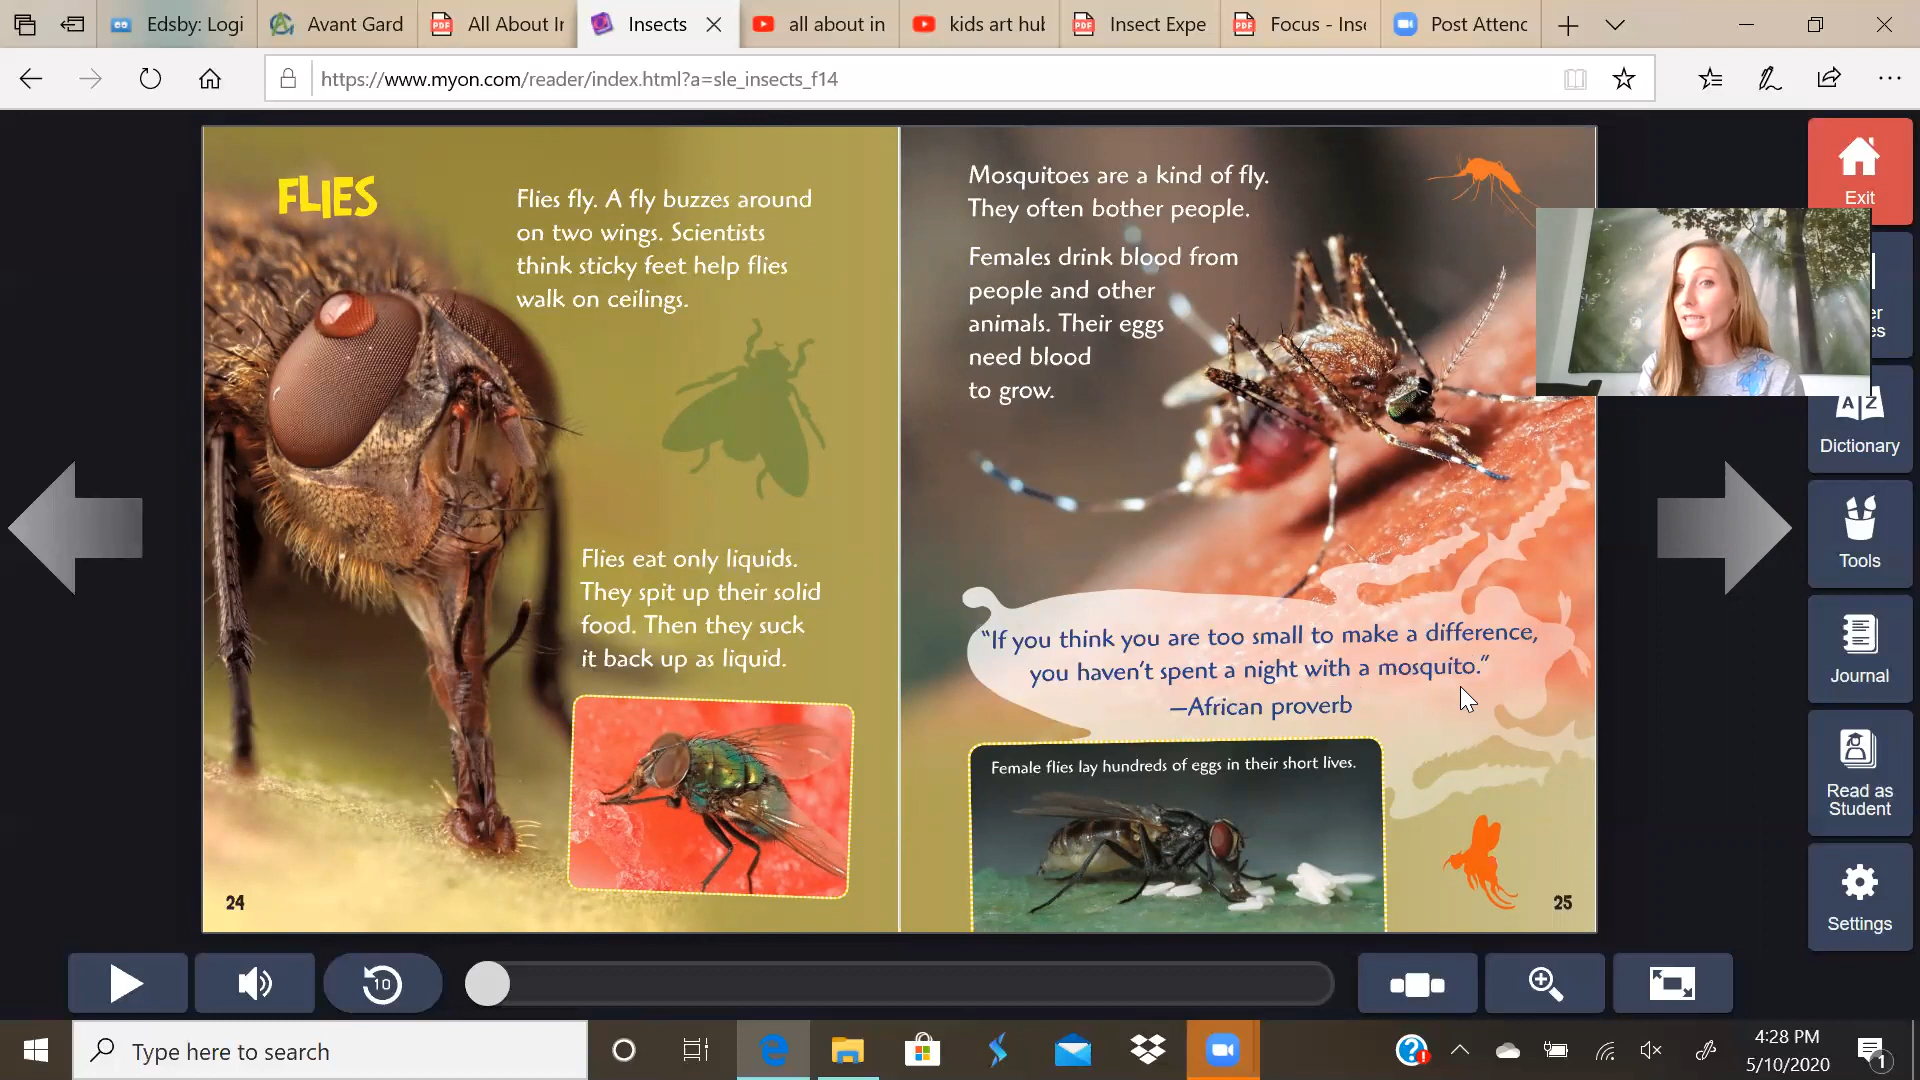 Edsby: Logi
Avant Gard
All About Ir
Insects
all about in
kids art hub
Insect Expe
Focus - Inse
Post Attenc
https://www.myon.com/reader/index.html?a=sle_insects_f14
FLIES
Flies fly. A fly buzzes around
on two wings. Scientists
think sticky feet help flies
walk on ceilings.
Flies eat only liquids.
They spit up their solid
food. Then they suck
it back up as liquid.
24
Mosquitoes are a kind of fly.
They often bother people.
Females drink blood from
people and other
animals. Their eggs
need blood
to grow.
“If you think you are too small to make a difference,
you haven’t spent a night with a mosquito.”
—African proverb
Female flies lay hundreds of eggs in their short lives.
25
Exit
er
es
A|Z
Dictionary
Tools
Journal
Read as
Student
Settings
10
Type here to search
4:28 PM
5/10/2020
1